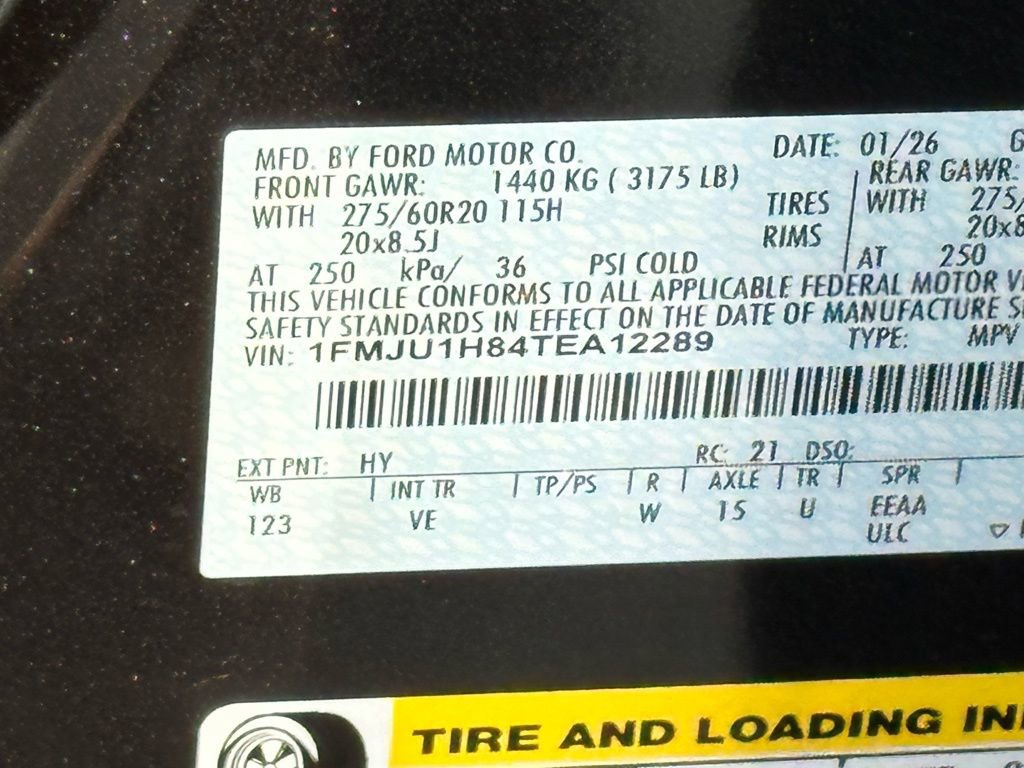 MFD. BY FORD MOTOR CO. DATE: 01/26 G
FRONT GAWR: 1440 KG ( 3175 LB) REAR GAWR:
WITH 275/60R20 115H TIRES WITH 275/
20x8.5J RIMS 20x8
AT 250 kPa/ 36 PSI COLD AT 250
THIS VEHICLE CONFORMS TO ALL APPLICABLE FEDERAL MOTOR V
SAFETY STANDARDS IN EFFECT ON THE DATE OF MANUFACTURE S
VIN: 1FMJU1H84TEA12289 TYPE: MPV
EXT PNT: HY RC: 21 DSO:
WB | INT TR | TP/PS | R | AXLE | TR | SPR |
123 VE W 15 U EEAA
ULC
TIRE AND LOADING IN